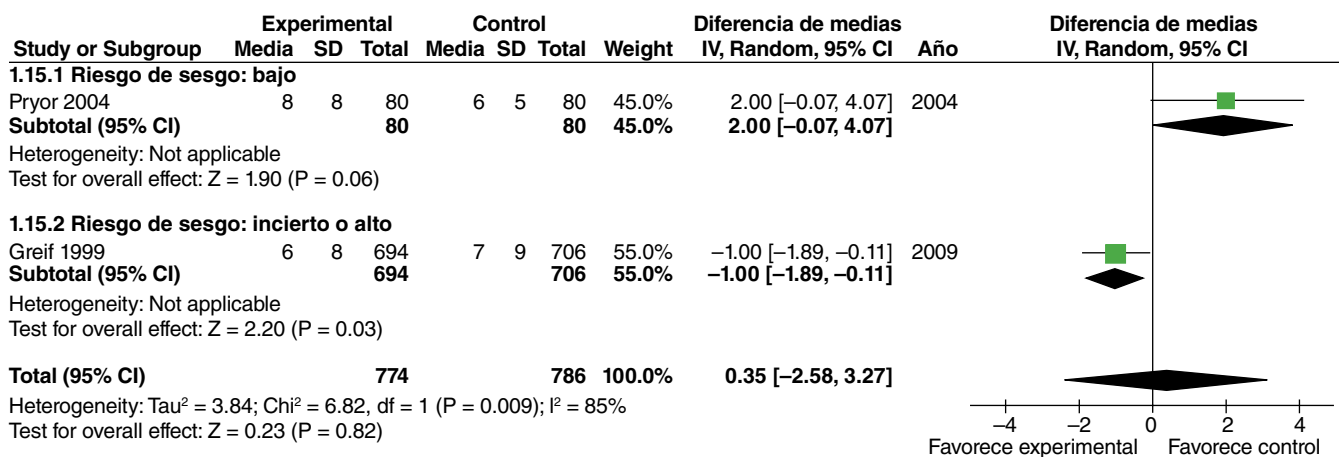 Experimental Control Diferencia de medias Diferencia de medias
Study or Subgroup Media SD Total Media SD Total Weight IV, Random, 95% CI Año IV, Random, 95% CI
1.15.1 Riesgo de sesgo: bajo
Pryor 2004 8 8 80 6 5 80 45.0% 2.00 [–0.07, 4.07] 2004
Subtotal (95% CI) 80 80 45.0% 2.00 [–0.07, 4.07]
Heterogeneity: Not applicable
Test for overall effect: Z = 1.90 (P = 0.06)
1.15.2 Riesgo de sesgo: incierto o alto
Greif 1999 6 8 694 7 9 706 55.0% –1.00 [–1.89, –0.11] 2009
Subtotal (95% CI) 694 706 55.0% –1.00 [–1.89, –0.11]
Heterogeneity: Not applicable
Test for overall effect: Z = 2.20 (P = 0.03)
Total (95% CI) 774 786 100.0% 0.35 [–2.58, 3.27]
Heterogeneity: Tau² = 3.84; Chi² = 6.82, df = 1 (P = 0.009); I² = 85%
Test for overall effect: Z = 0.23 (P = 0.82)
–4 –2 0 2 4
Favorece experimental Favorece control